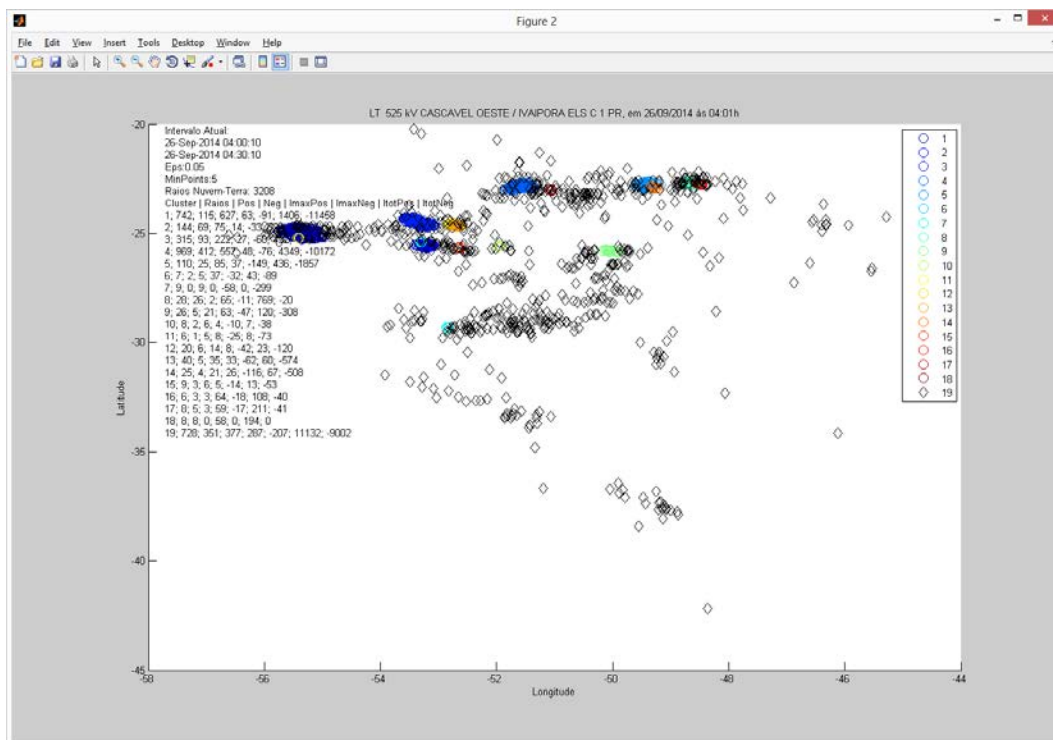 Figure 2
File Edit View Insert Tools Desktop Window Help
LT 525 kV CASCAVEL OESTE / IVAIPORA ELS C 1 PR, em 26/09/2014 às 04:01h
Intervalo Atual:
26-Sep-2014 04:00:10
26-Sep-2014 04:30:10
Eps:0.05
MinPoints:5
Raios Nuvem-Terra: 3208
Cluster | Raios | Pos | Neg | ImaxPos | ImaxNeg | ItotPos | ItotNeg
1; 742; 115; 627; 63; -91; 1406; -11458
2; 144; 69; 75; 14; -33;
3; 315; 93; 222; 27; -60;
4; 969; 412; 557; 48; -76; 4349; -10172
5; 110; 25; 85; 37; -149; 436; -1857
6; 7; 2; 5; 37; -32; 43; -89
7; 9; 0; 9; 0; -58; 0; -299
8; 28; 26; 2; 65; -11; 769; -20
9; 26; 5; 21; 63; -47; 120; -308
10; 8; 2; 6; 4; -10; 7; -38
11; 6; 1; 5; 8; -25; 8; -73
12; 20; 6; 14; 8; -42; 23; -120
13; 40; 5; 35; 33; -62; 60; -574
14; 25; 4; 21; 26; -116; 67; -508
15; 9; 3; 6; 5; -14; 13; -53
16; 6; 3; 3; 64; -18; 108; -40
17; 8; 5; 3; 59; -17; 211; -41
18; 8; 8; 0; 58; 0; 194; 0
19; 728; 351; 377; 287; -207; 11132; -9002
1
2
3
4
5
6
7
8
9
10
11
12
13
14
15
16
17
18
19
-20
-25
-30
-35
-40
-45
Latitude
-58 -56 -54 -52 -50 -48 -46 -44
Longitude